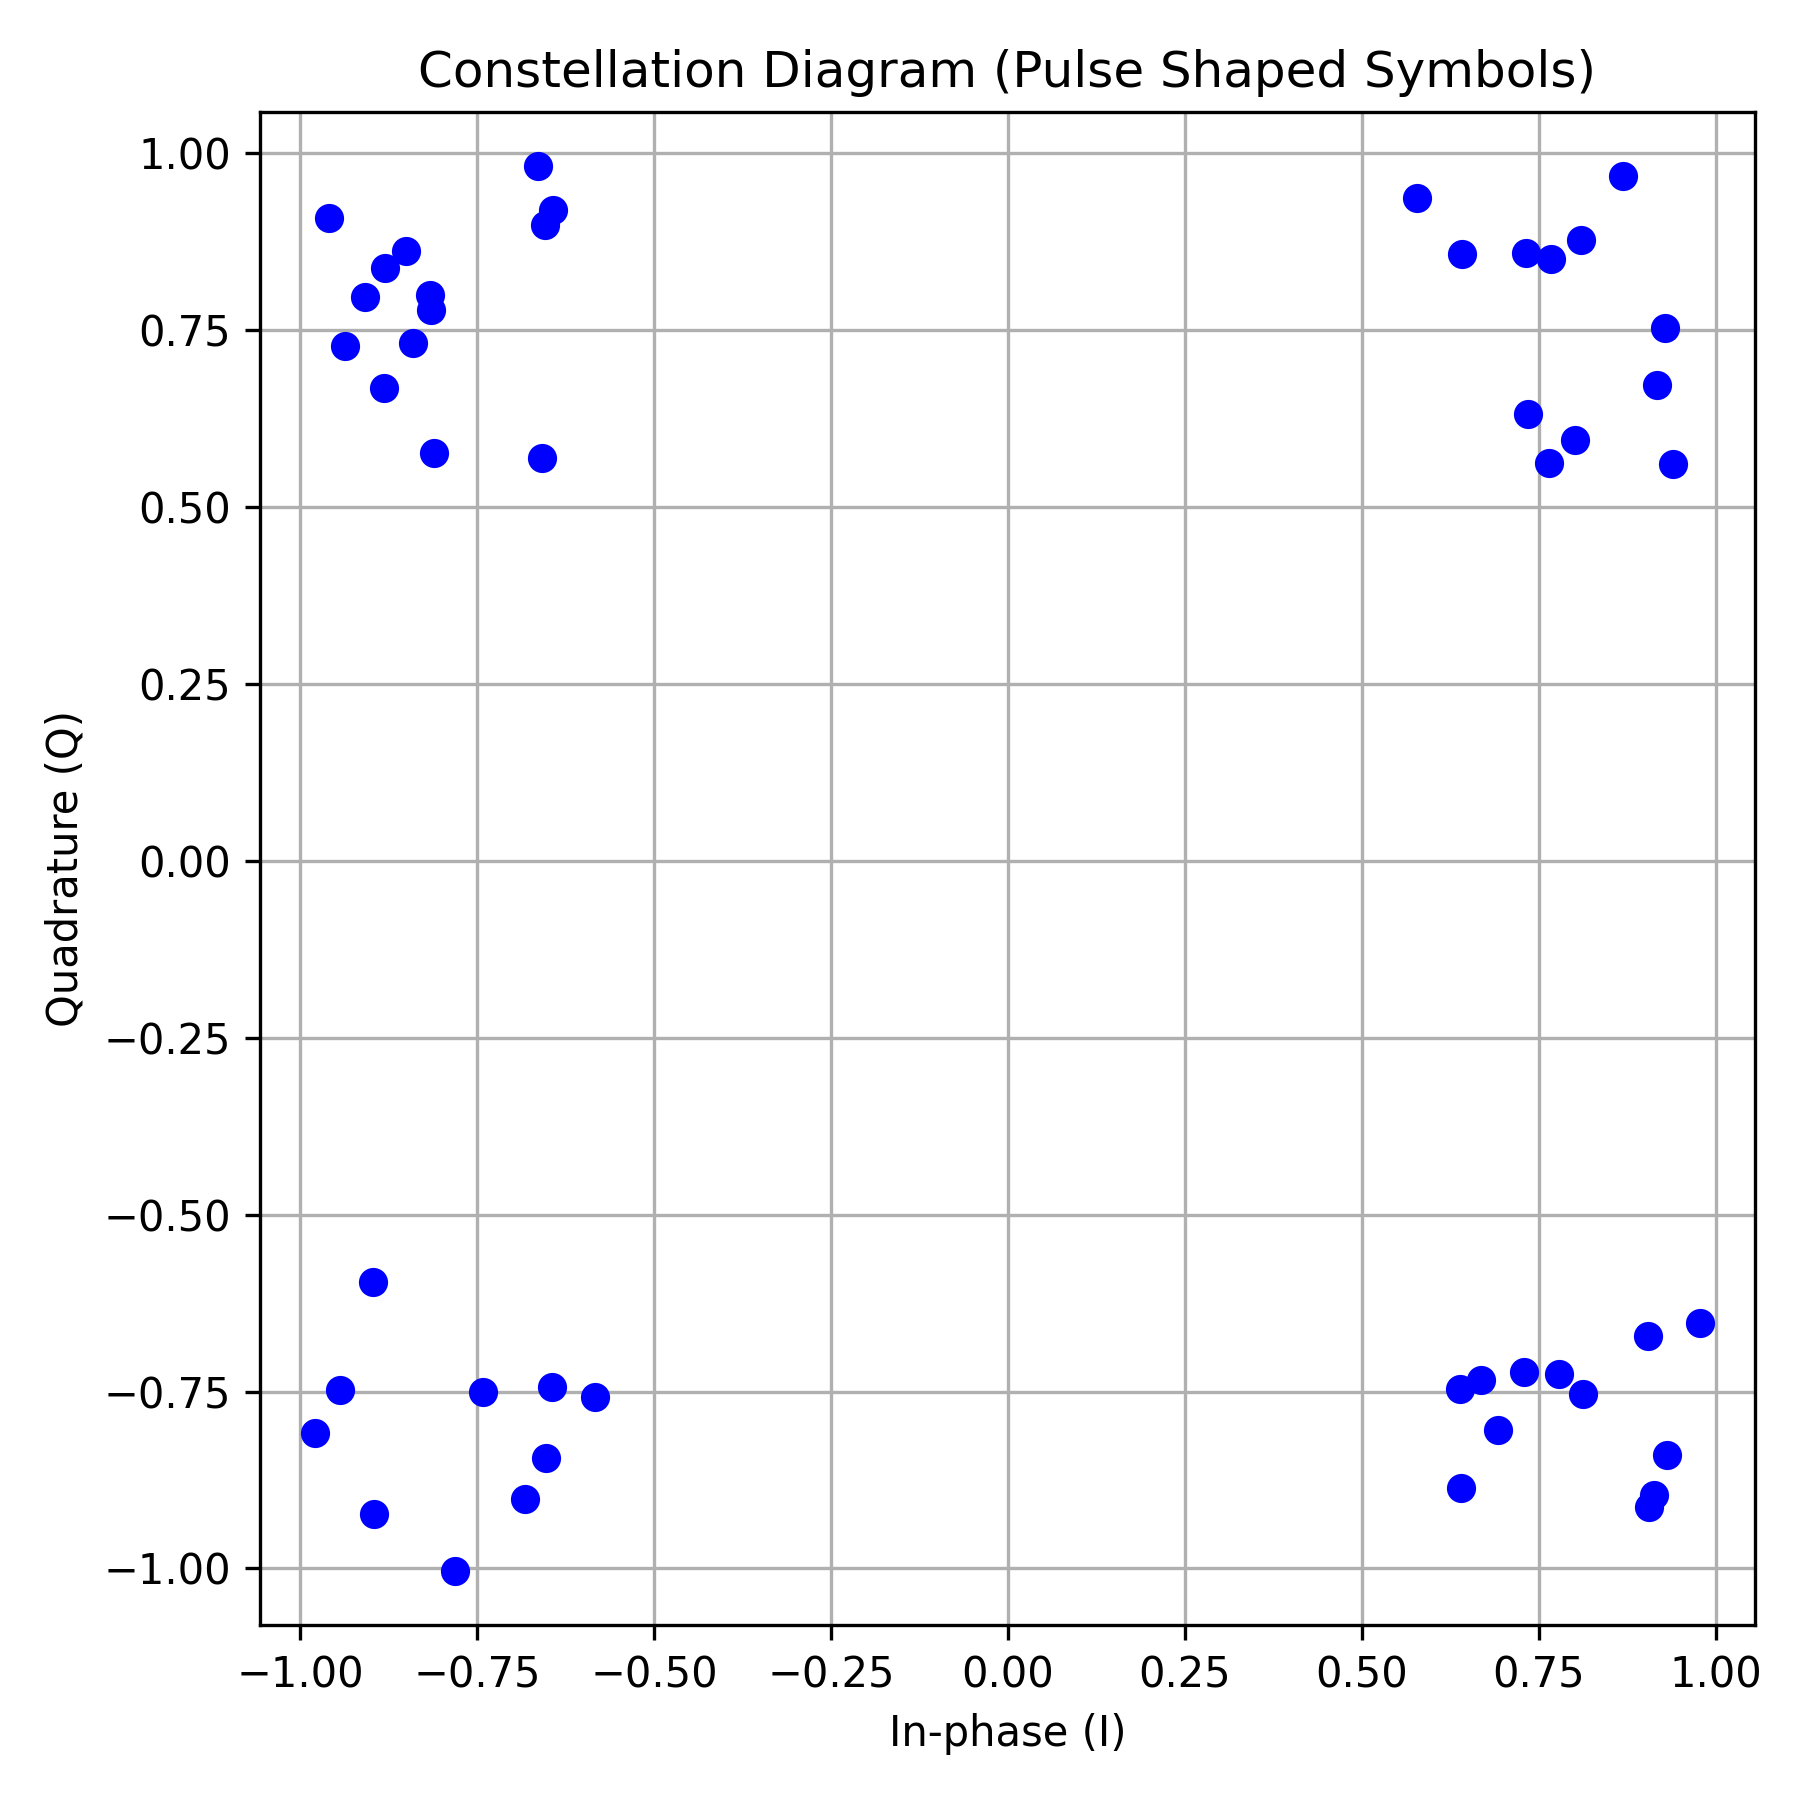 Constellation Diagram (Pulse Shaped Symbols)
Quadrature (Q)
1.00
0.75
0.50
0.25
0.00
−0.25
−0.50
−0.75
−1.00
−1.00 −0.75 −0.50 −0.25 0.00 0.25 0.50 0.75 1.00
In-phase (I)